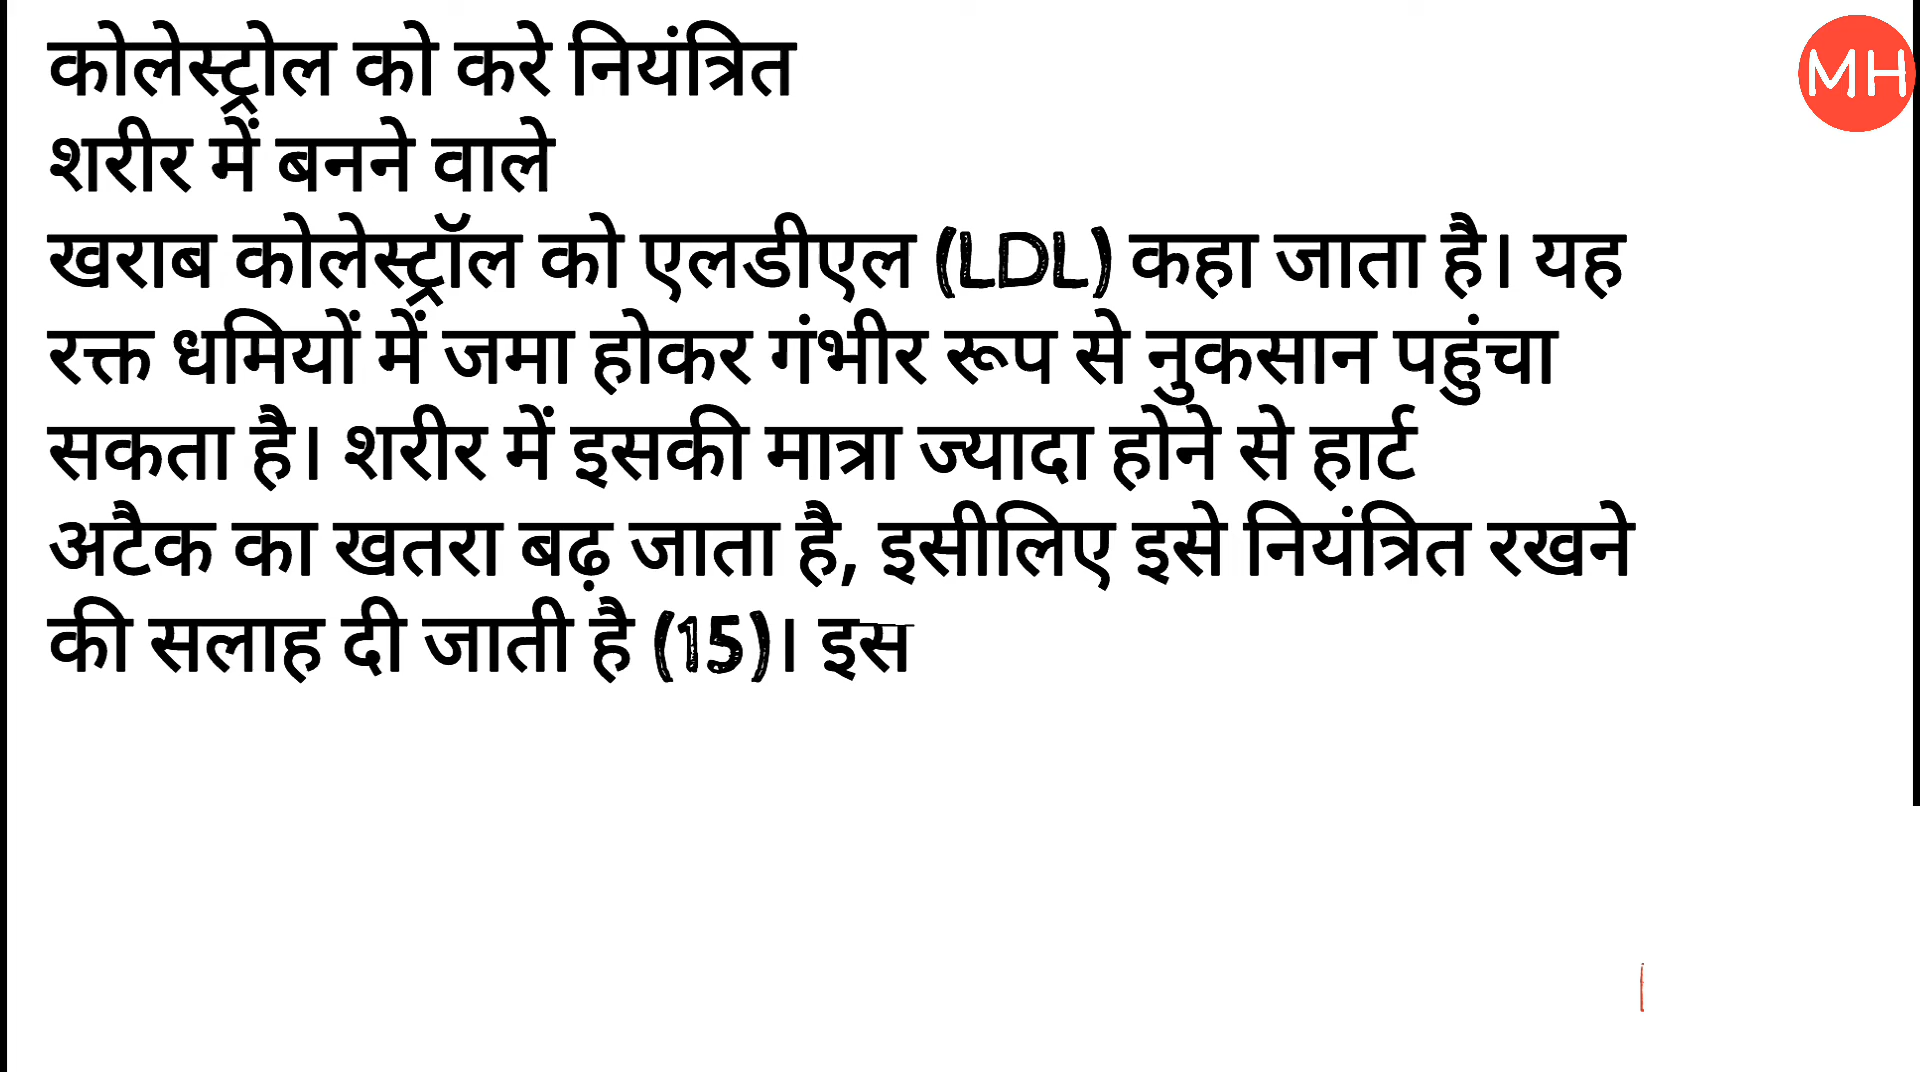 कोलेस्ट्रोल को करे नियंत्रित
MH
शरीर में बनने वाले
खराब कोलेस्ट्रॉल को एलडीएल (LDL) कहा जाता है। यह
रक्त धमियों में जमा होकर गंभीर रूप से नुकसान पहुंचा
सकता है। शरीर में इसकी मात्रा ज्यादा होने से हार्ट
अटैक का खतरा बढ़ जाता है, इसीलिए इसे नियंत्रित रखने
की सलाह दी जाती है (15)। इस